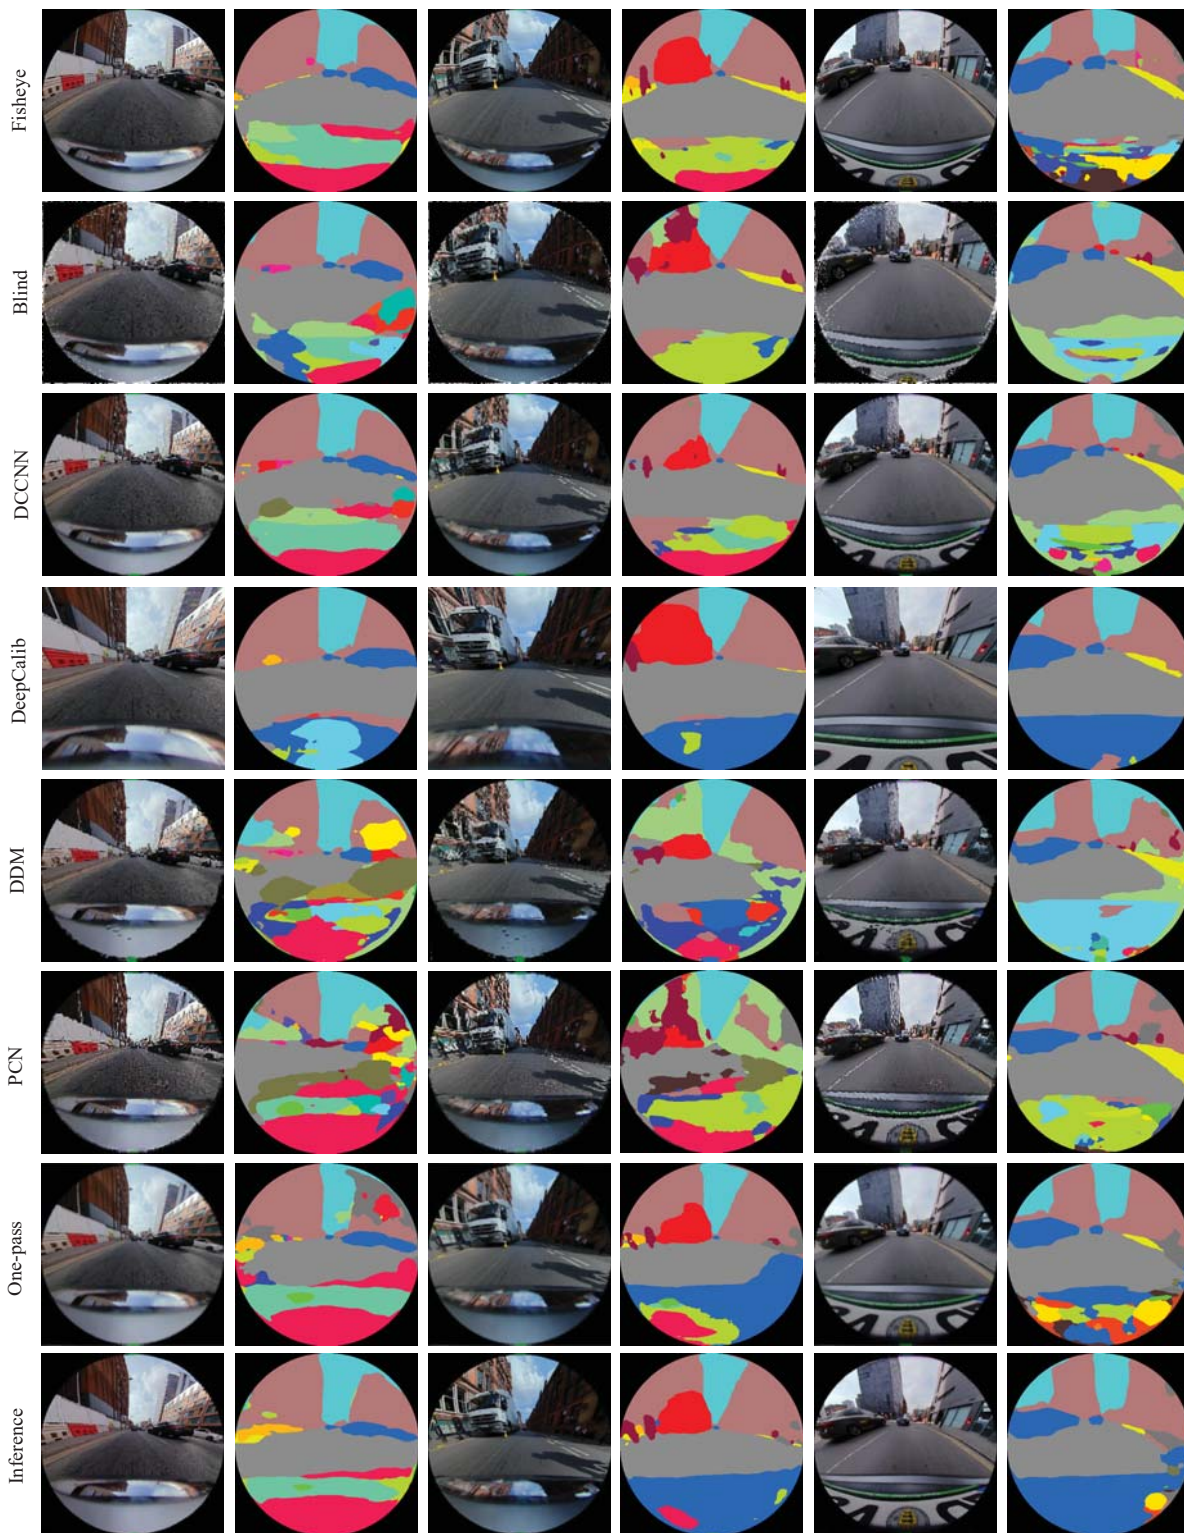 Fisheye
Blind
DCCNN
DeepCalib
DDM
PCN
One-pass
Inference